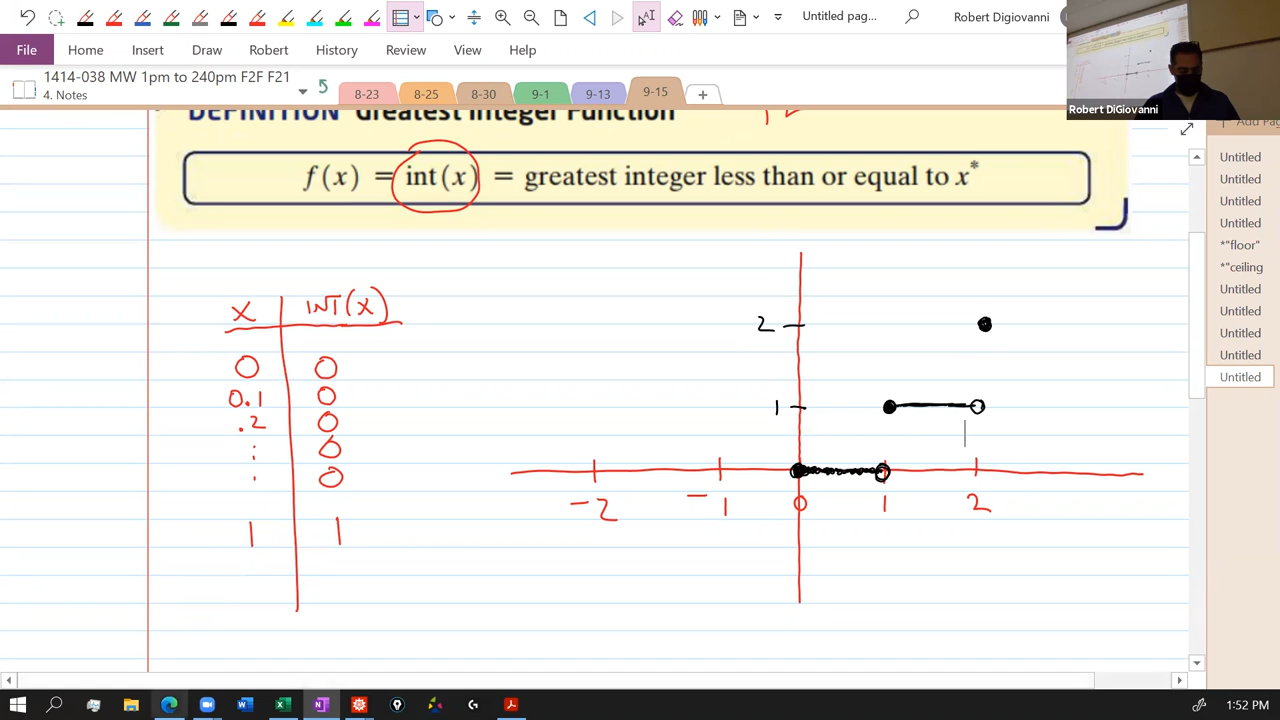 Untitled pag...
Robert Digiovanni
File Home Insert Draw Robert History Review View Help
1414-038 MW 1pm to 240pm F2F F21
4. Notes
8-23 8-25 8-30 9-1 9-13 9-15
Robert DiGiovanni
Add Pag
DEFINITION Greatest Integer Function
f(x) = int(x) = greatest integer less than or equal to x*
Untitled
Untitled
Untitled
Untitled
*"floor"
*"ceiling
Untitled
Untitled
Untitled
Untitled
Untitled
x INT(x)
0 0
0.1 0
.2 0
: 0
. 0
1 1
2
1
-2 -1 0 1 2
1:52 PM